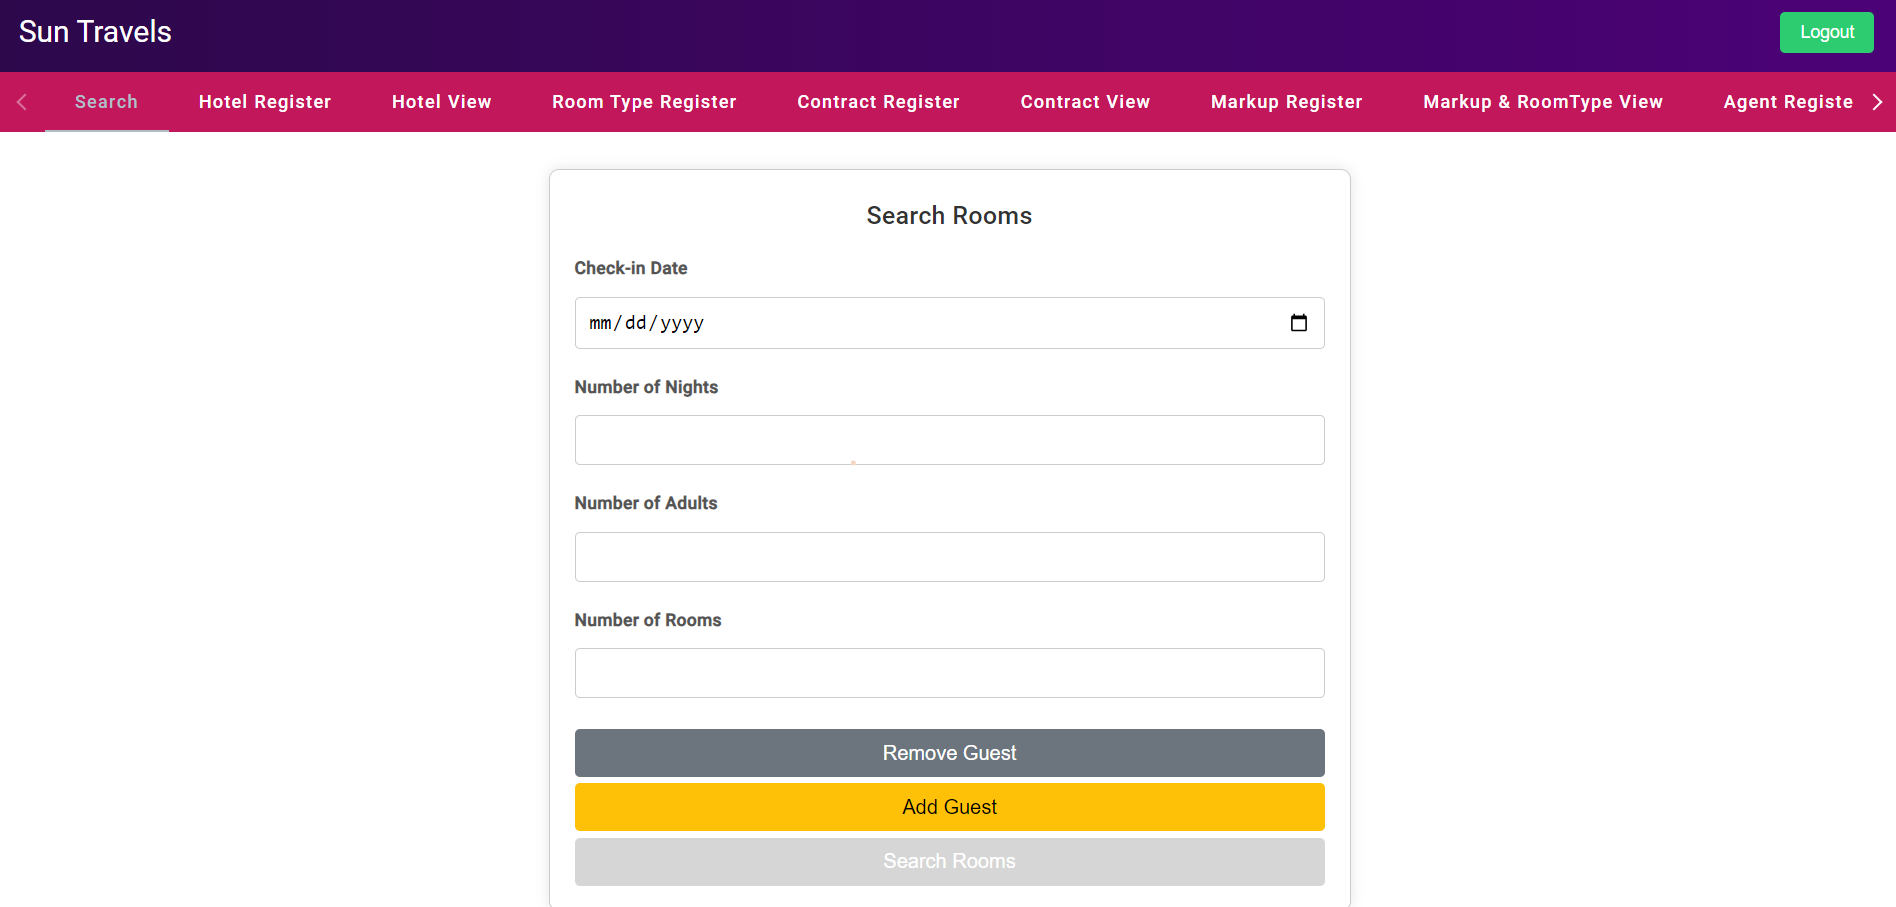 Sun Travels
Logout
Search Hotel Register Hotel View Room Type Register Contract Register Contract View Markup Register Markup & RoomType View Agent Registe
Search Rooms
Check-in Date
mm/dd/yyyy
Number of Nights
Number of Adults
Number of Rooms
Remove Guest
Add Guest
Search Rooms